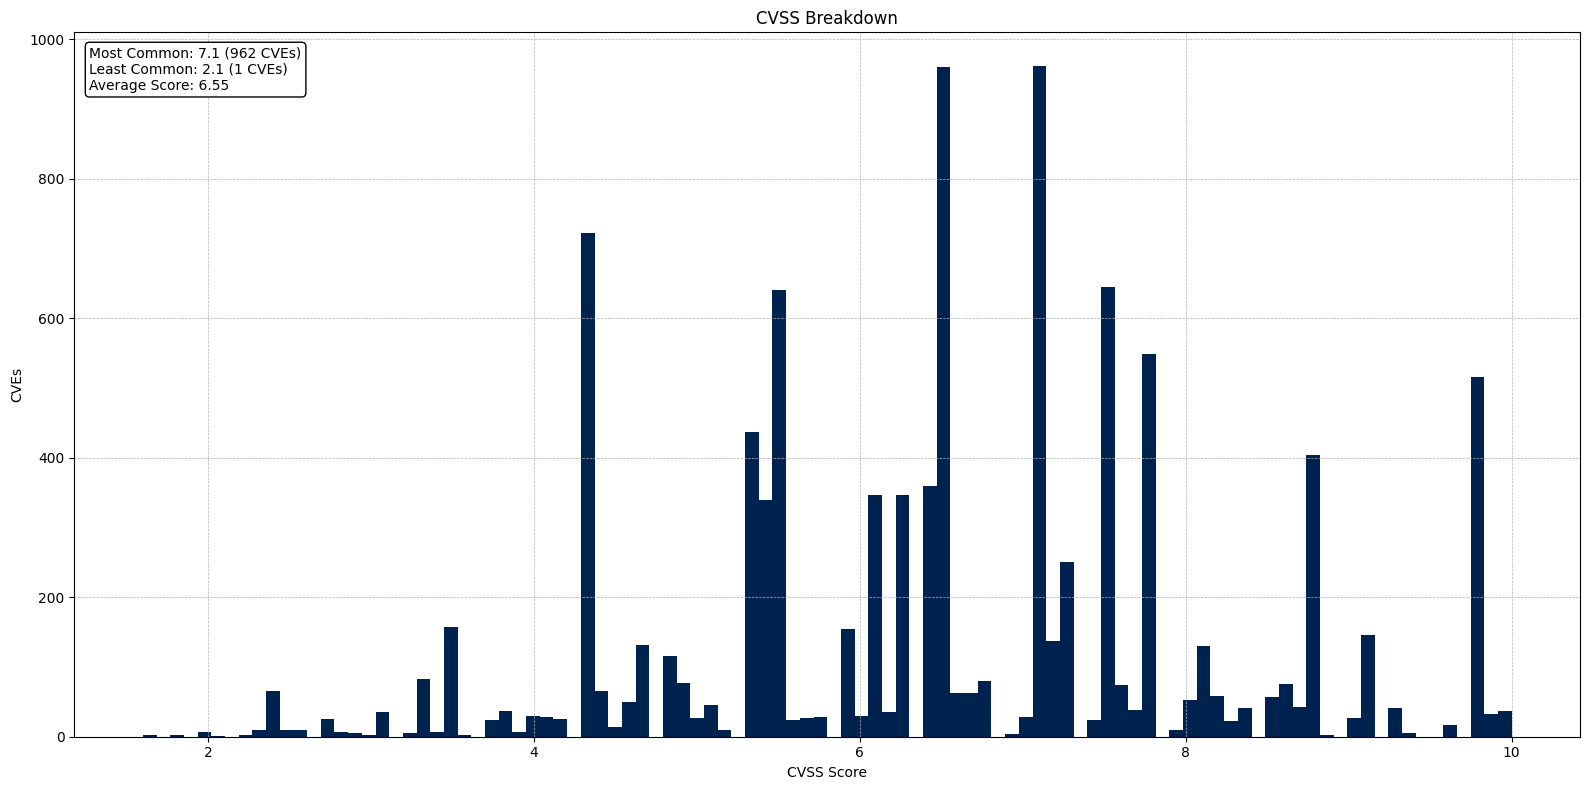 CVSS Breakdown
Most Common: 7.1 (962 CVEs)
Least Common: 2.1 (1 CVEs)
Average Score: 6.55
1000
800
600
400
200
0
CVEs
2 4 6 8 10
CVSS Score